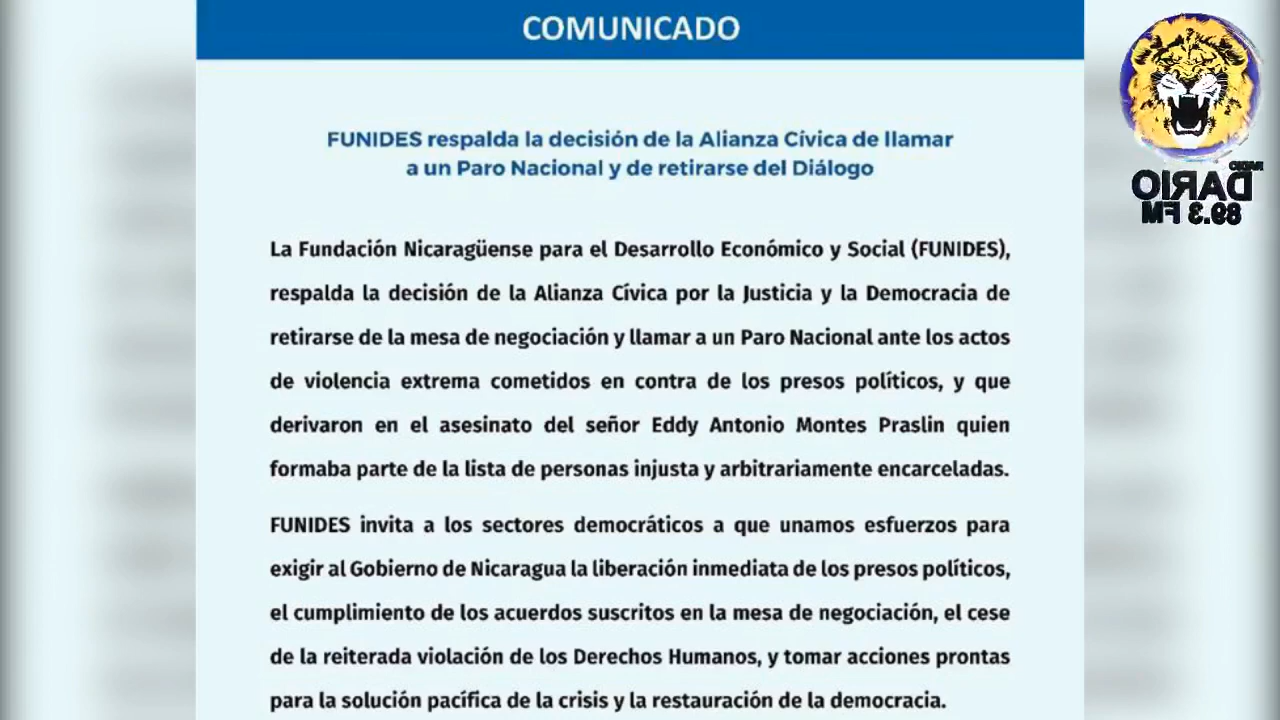 COMUNICADO
FUNIDES respalda la decisión de la Alianza Cívica de llamar
a un Paro Nacional y de retirarse del Diálogo
La Fundación Nicaragüense para el Desarrollo Económico y Social (FUNIDES),
respalda la decisión de la Alianza Cívica por la Justicia y la Democracia de
retirarse de la mesa de negociación y llamar a un Paro Nacional ante los actos
de violencia extrema cometidos en contra de los presos políticos, y que
derivaron en el asesinato del señor Eddy Antonio Montes Praslin quien
formaba parte de la lista de personas injusta y arbitrariamente encarceladas.
FUNIDES invita a los sectores democráticos a que unamos esfuerzos para
exigir al Gobierno de Nicaragua la liberación inmediata de los presos políticos,
el cumplimiento de los acuerdos suscritos en la mesa de negociación, el cese
de la reiterada violación de los Derechos Humanos, y tomar acciones prontas
para la solución pacífica de la crisis y la restauración de la democracia.
RADIO
DARIO
89.3 FM